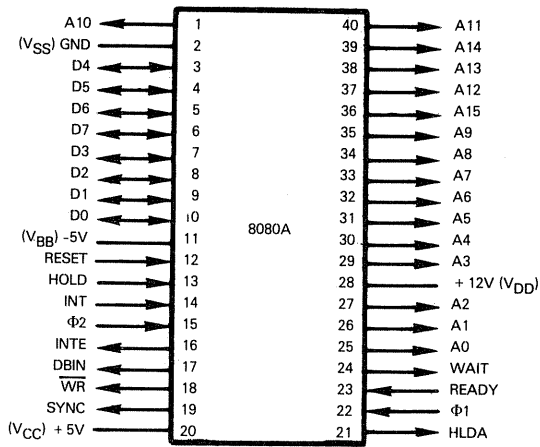 A10 1 40 A11
(VSS) GND 2 39 A14
D4 3 38 A13
D5 4 37 A12
D6 5 36 A15
D7 6 35 A9
D3 7 34 A8
D2 8 33 A7
D1 9 32 A6
D0 10 31 A5
8080A
(VBB) -5V 11 30 A4
RESET 12 29 A3
HOLD 13 28 + 12V (VDD)
INT 14 27 A2
Φ2 15 26 A1
INTE 16 25 A0
DBIN 17 24 WAIT
W̅R̅ 18 23 READY
SYNC 19 22 Φ1
(VCC) + 5V 20 21 HLDA